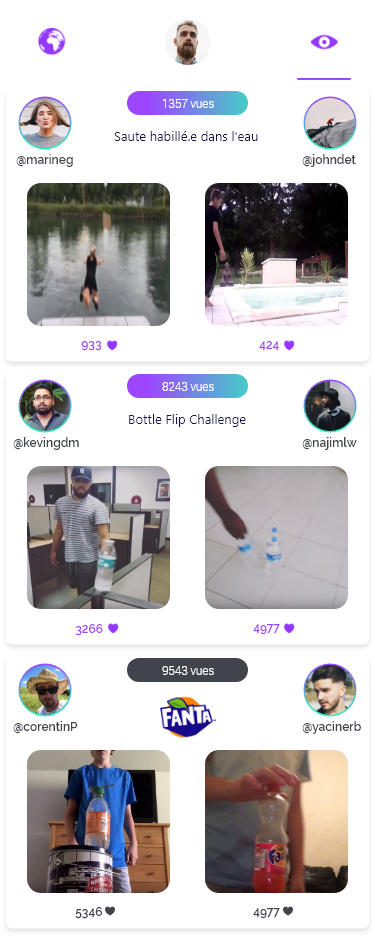 1357 vues
Saute habillé.e dans l'eau
@marineg
@johndet
933
424
8243 vues
Bottle Flip Challenge
@kevingdm
@najimlw
3266
4977
9543 vues
FANTA
@corentinP
@yacinerb
5346
4977